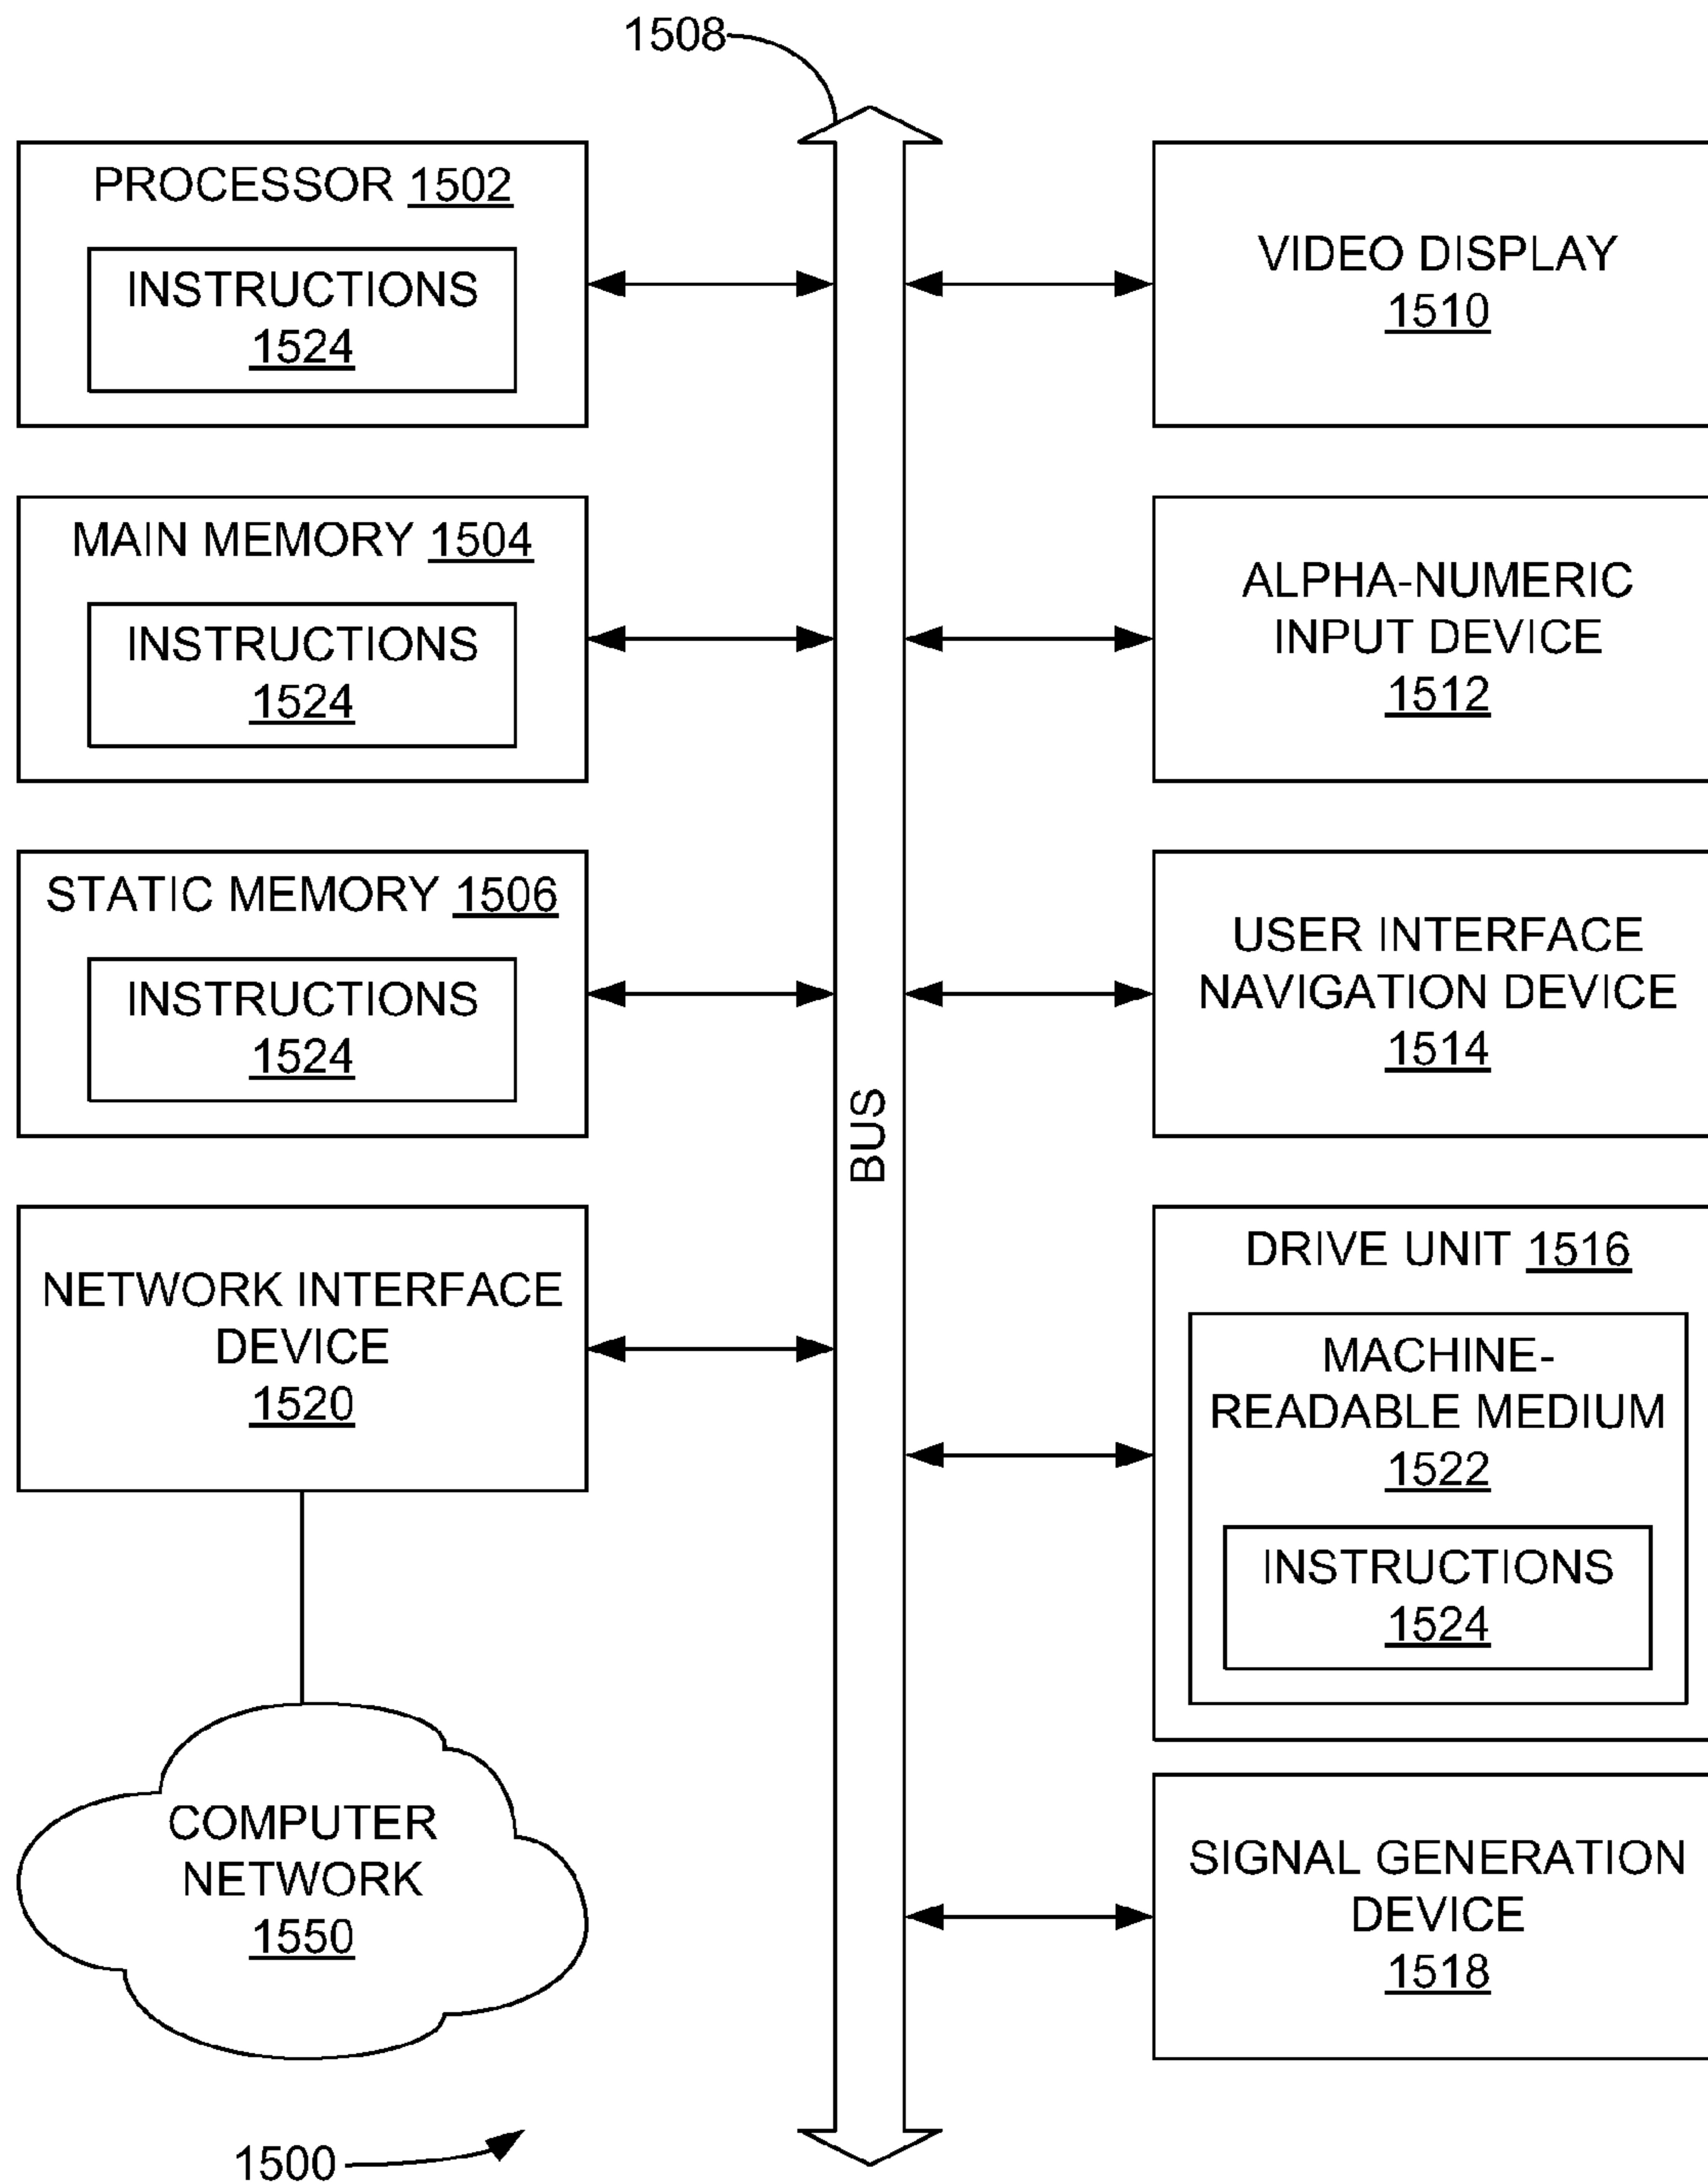 1508
PROCESSOR 1502
INSTRUCTIONS
1524
MAIN MEMORY 1504
INSTRUCTIONS
1524
STATIC MEMORY 1506
INSTRUCTIONS
1524
NETWORK INTERFACE
DEVICE
1520
COMPUTER
NETWORK
1550
1500
BUS
VIDEO DISPLAY
1510
ALPHA-NUMERIC
INPUT DEVICE
1512
USER INTERFACE
NAVIGATION DEVICE
1514
DRIVE UNIT 1516
MACHINE-
READABLE MEDIUM
1522
INSTRUCTIONS
1524
SIGNAL GENERATION
DEVICE
1518